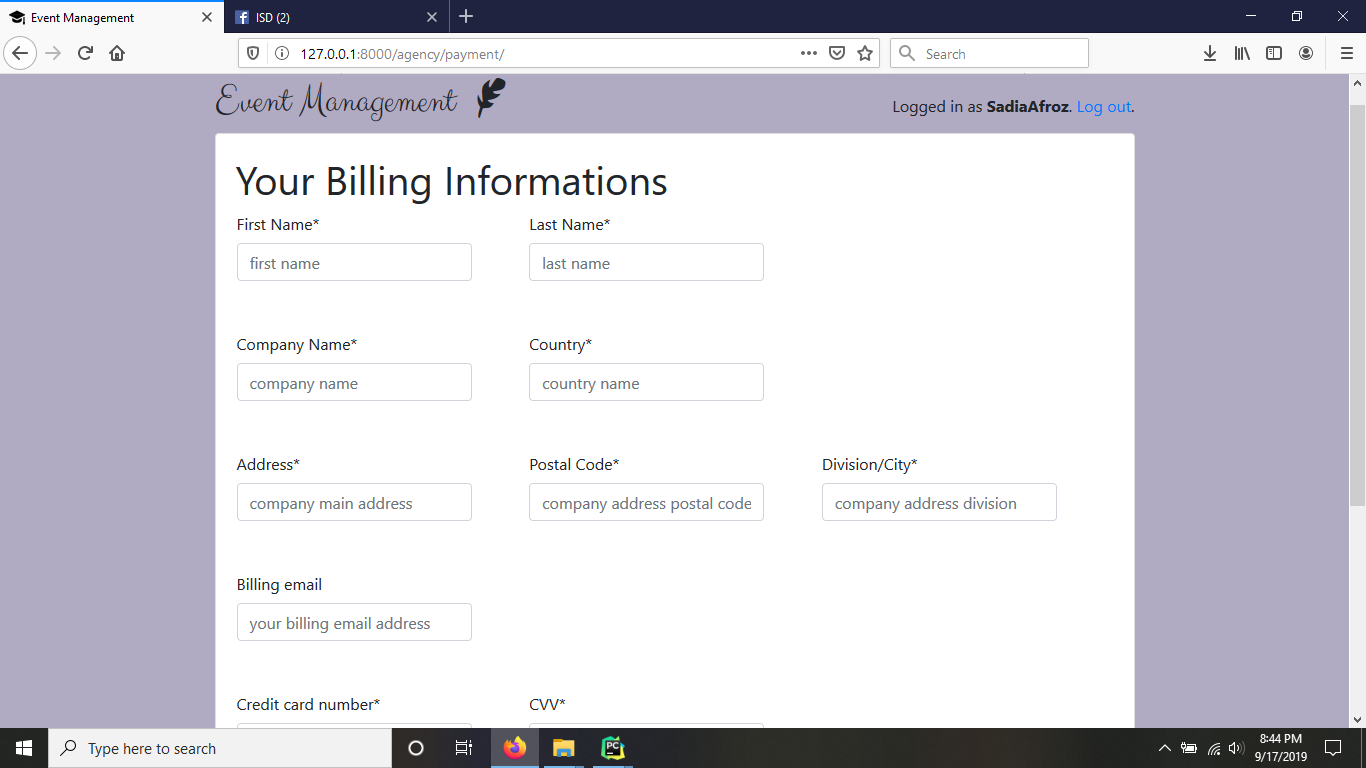 Event Management
ISD (2)
127.0.0.1:8000/agency/payment/
Search
Event Management
Logged in as SadiaAfroz. Log out.
Your Billing Informations
First Name* Last Name*
first name last name
Company Name* Country*
company name country name
Address* Postal Code* Division/City*
company main address company address postal code company address division
Billing email
your billing email address
Credit card number* CVV*
Type here to search
PC
8:44 PM
9/17/2019